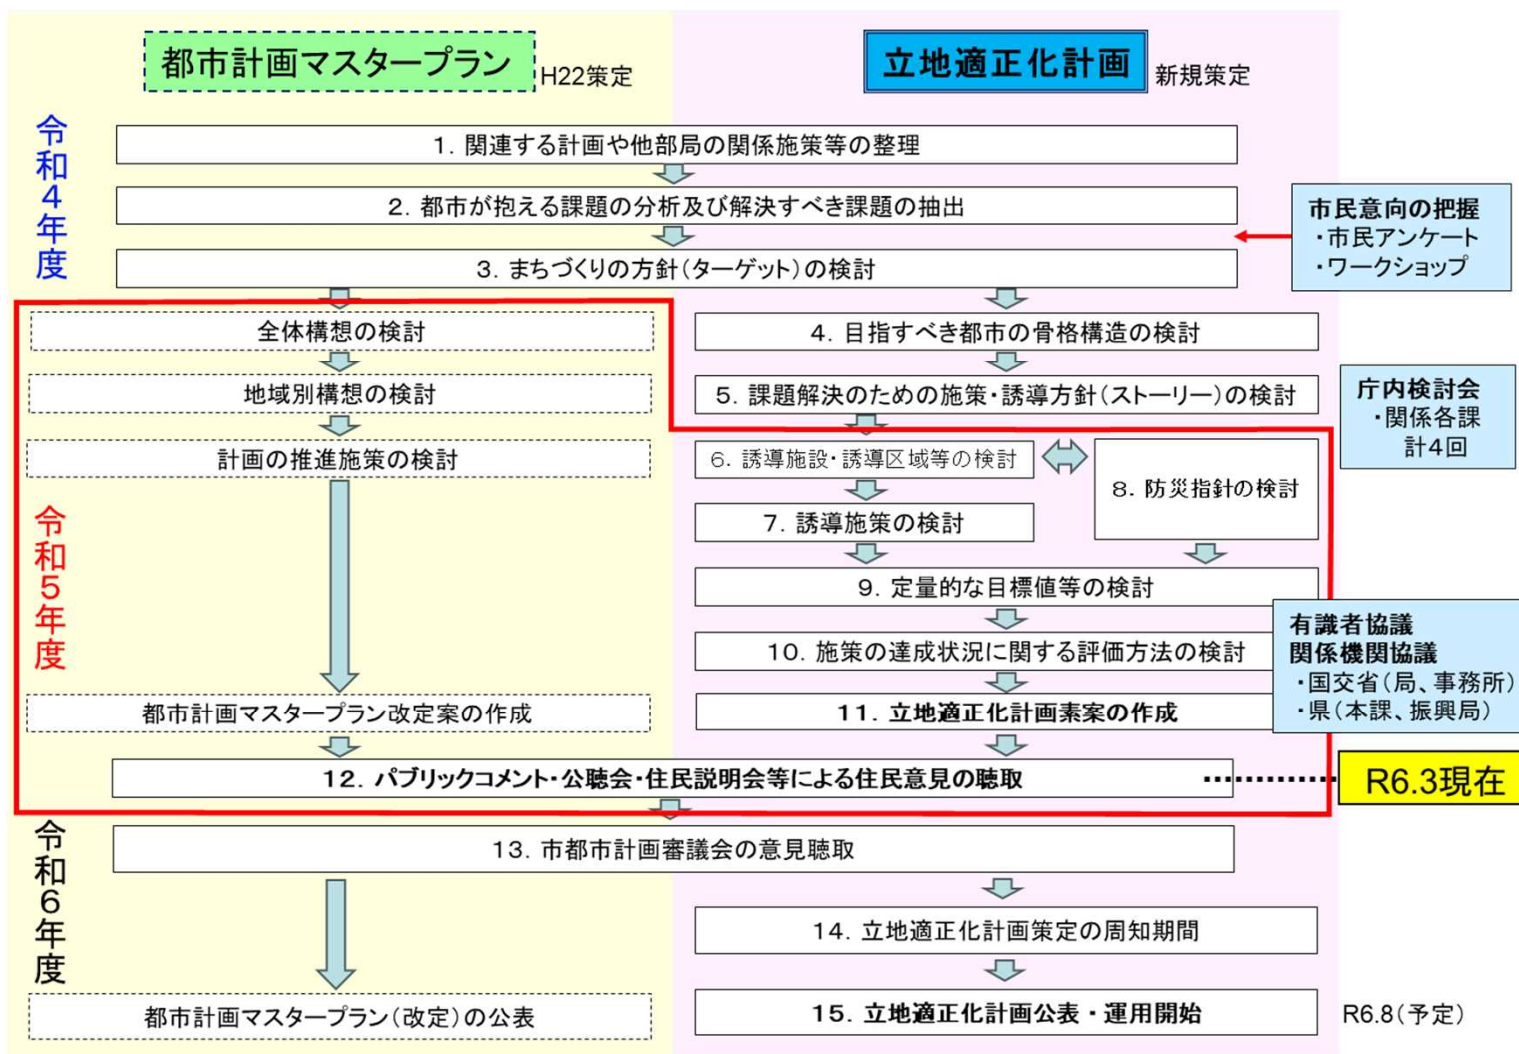 都市計画マスタープラン
H22策定
立地適正化計画
新規策定
令和4年度
1. 関連する計画や他部局の関係施策等の整理
2. 都市が抱える課題の分析及び解決すべき課題の抽出
市民意向の把握
・市民アンケート
・ワークショップ
3. まちづくりの方針(ターゲット)の検討
全体構想の検討
4. 目指すべき都市の骨格構造の検討
地域別構想の検討
5. 課題解決のための施策・誘導方針(ストーリー)の検討
庁内検討会
・関係各課
計4回
計画の推進施策の検討
6. 誘導施設・誘導区域等の検討
8. 防災指針の検討
令和5年度
7. 誘導施策の検討
9. 定量的な目標値等の検討
10. 施策の達成状況に関する評価方法の検討
有識者協議
関係機関協議
・国交省(局、事務所)
・県(本課、振興局)
都市計画マスタープラン改定案の作成
11. 立地適正化計画素案の作成
12. パブリックコメント・公聴会・住民説明会等による住民意見の聴取
R6.3現在
令和6年度
13. 市都市計画審議会の意見聴取
14. 立地適正化計画策定の周知期間
都市計画マスタープラン(改定)の公表
15. 立地適正化計画公表・運用開始
R6.8(予定)